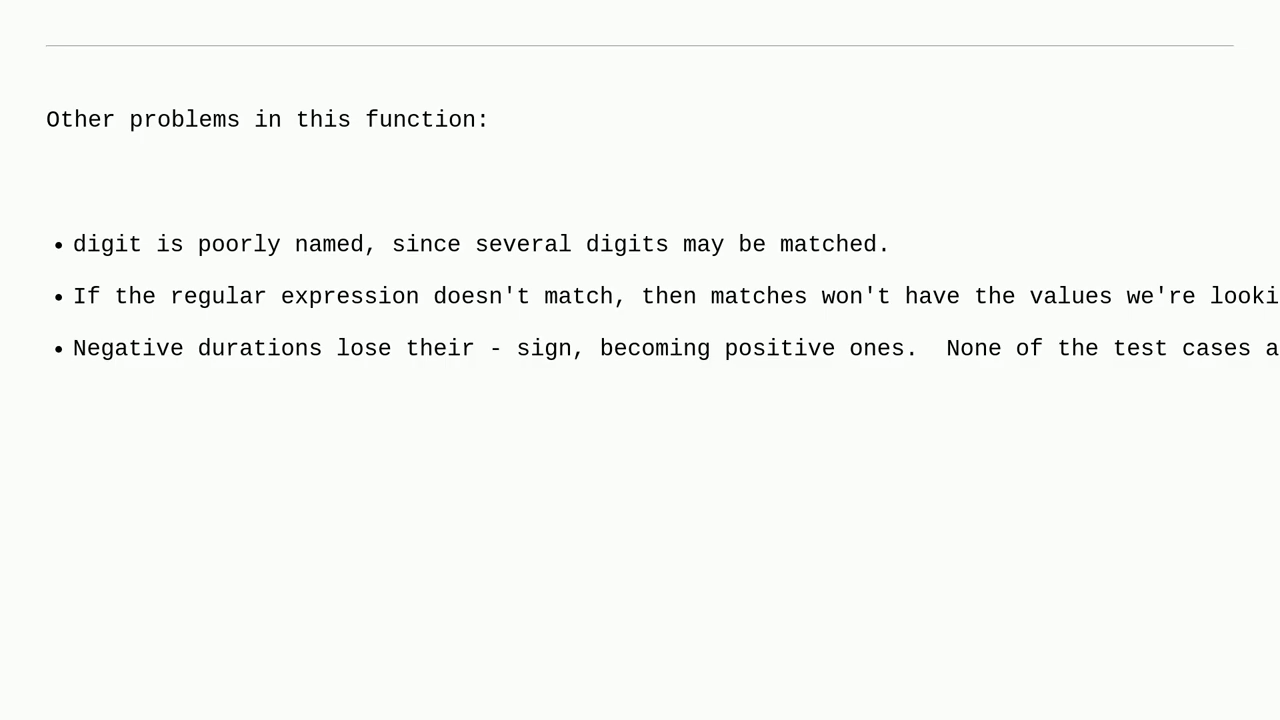 Other problems in this function:
• digit is poorly named, since several digits may be matched.
• If the regular expression doesn't match, then matches won't have the values we're looki
• Negative durations lose their - sign, becoming positive ones.  None of the test cases a